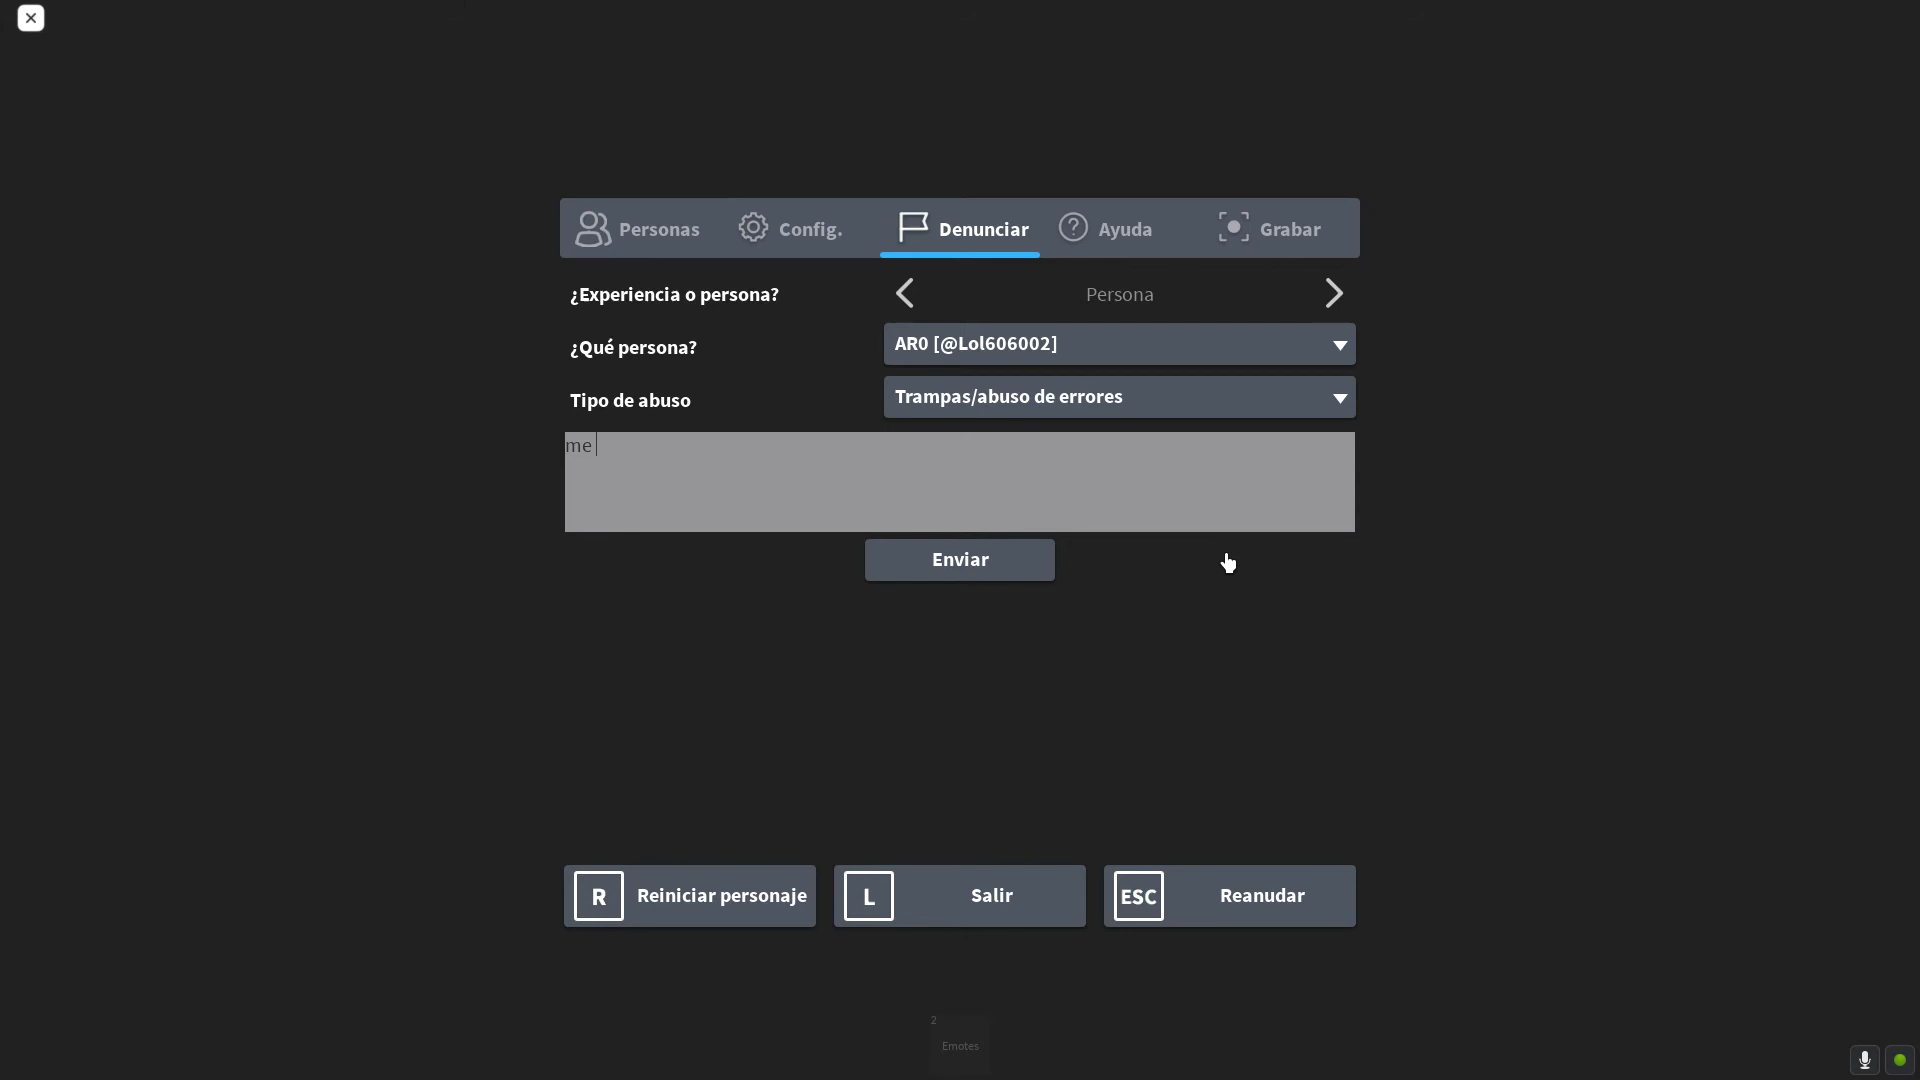 Personas
Config.
Denunciar
Ayuda
Grabar
¿Experiencia o persona?
Persona
¿Qué persona?
AR0 [@Lol606002]
Tipo de abuso
Trampas/abuso de errores
me
Enviar
R Reiniciar personaje
L Salir
ESC Reanudar
2
Emotes